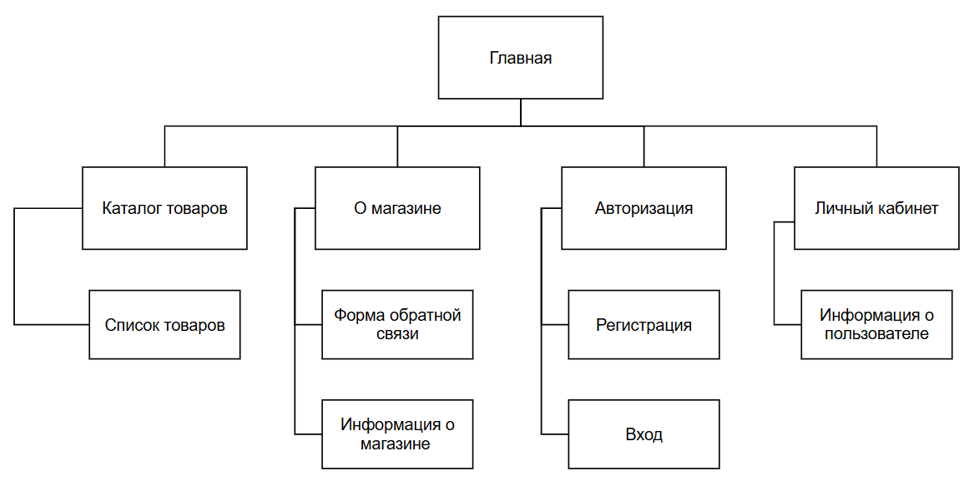 Главная
Каталог товаров
О магазине
Авторизация
Личный кабинет
Список товаров
Форма обратной
связи
Регистрация
Информация о
пользователе
Информация о
магазине
Вход